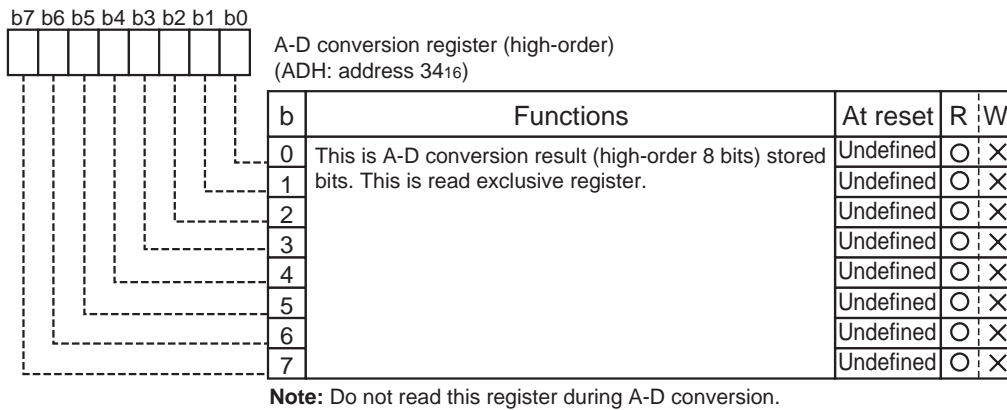 b7 b6 b5 b4 b3 b2 b1 b0
A-D conversion register (high-order)
(ADH: address 3416)
b Functions At reset R W
0 This is A-D conversion result (high-order 8 bits) stored Undefined ○ ×
1 bits. This is read exclusive register. Undefined ○ ×
2 Undefined ○ ×
3 Undefined ○ ×
4 Undefined ○ ×
5 Undefined ○ ×
6 Undefined ○ ×
7 Undefined ○ ×
Note: Do not read this register during A-D conversion.